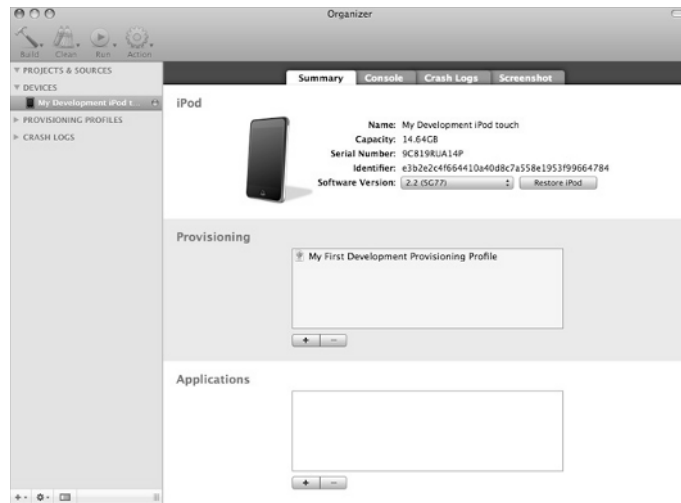 Organizer
Build Clean Run Action
PROJECTS & SOURCES
DEVICES
My Development iPod t...
PROVISIONING PROFILES
CRASH LOGS
Summary Console Crash Logs Screenshot
iPod
Name: My Development iPod touch
Capacity: 14.64GB
Serial Number: 9C819RUA14P
Identifier: e3b2e2c4f664410a40d8c7a558e1953f99664784
Software Version: 2.2 (5G77) Restore iPod
Provisioning
My First Development Provisioning Profile
Applications